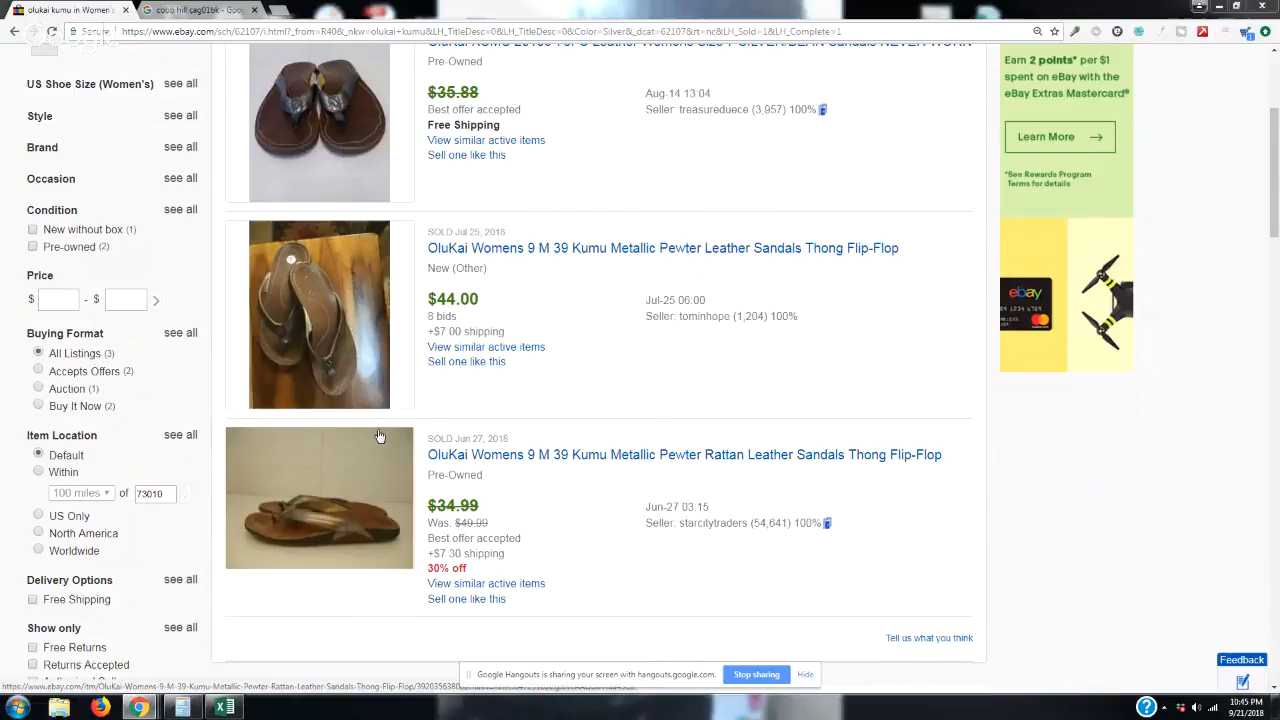 olukai kumu in Women's S
coob hill cag01bk - Google
Secure
https://www.ebay.com/sch/62107/i.html?_from=R40&_nkw=olukai+kumu&LH_TitleDesc=0&LH_TitleDesc=0&Color=Silver&_dcat=62107&rt=nc&LH_Sold=1&LH_Complete=1
US Shoe Size (Women's) see all
Style see all
Brand see all
Occasion see all
Condition see all
New without box (1)
Pre-owned (2)
Price
$ - $
Buying Format see all
All Listings (3)
Accepts Offers (2)
Auction (1)
Buy It Now (2)
Item Location see all
Default
Within
100 miles of 73010
US Only
North America
Worldwide
Delivery Options see all
Free Shipping
Show only see all
Free Returns
Returns Accepted
Pre-Owned
$35.88
Best offer accepted
Free Shipping
View similar active items
Sell one like this
Aug-14 13:04
Seller: treasureduece (3,957) 100%
SOLD Jul 25, 2018
OluKai Womens 9 M 39 Kumu Metallic Pewter Leather Sandals Thong Flip-Flop
New (Other)
$44.00
8 bids
+$7.00 shipping
View similar active items
Sell one like this
Jul-25 06:00
Seller: tominhope (1,204) 100%
SOLD Jun 27, 2018
OluKai Womens 9 M 39 Kumu Metallic Pewter Rattan Leather Sandals Thong Flip-Flop
Pre-Owned
$34.99
Was: $49.99
Best offer accepted
+$7.30 shipping
30% off
View similar active items
Sell one like this
Jun-27 03:15
Seller: starcitytraders (54,641) 100%
Tell us what you think
Earn 2 points* per $1
spent on eBay with the
eBay Extras Mastercard®
Learn More
*See Rewards Program
Terms for details
ebay
Feedback
Google Hangouts is sharing your screen with hangouts.google.com.
Stop sharing
Hide
10:45 PM
9/21/2018